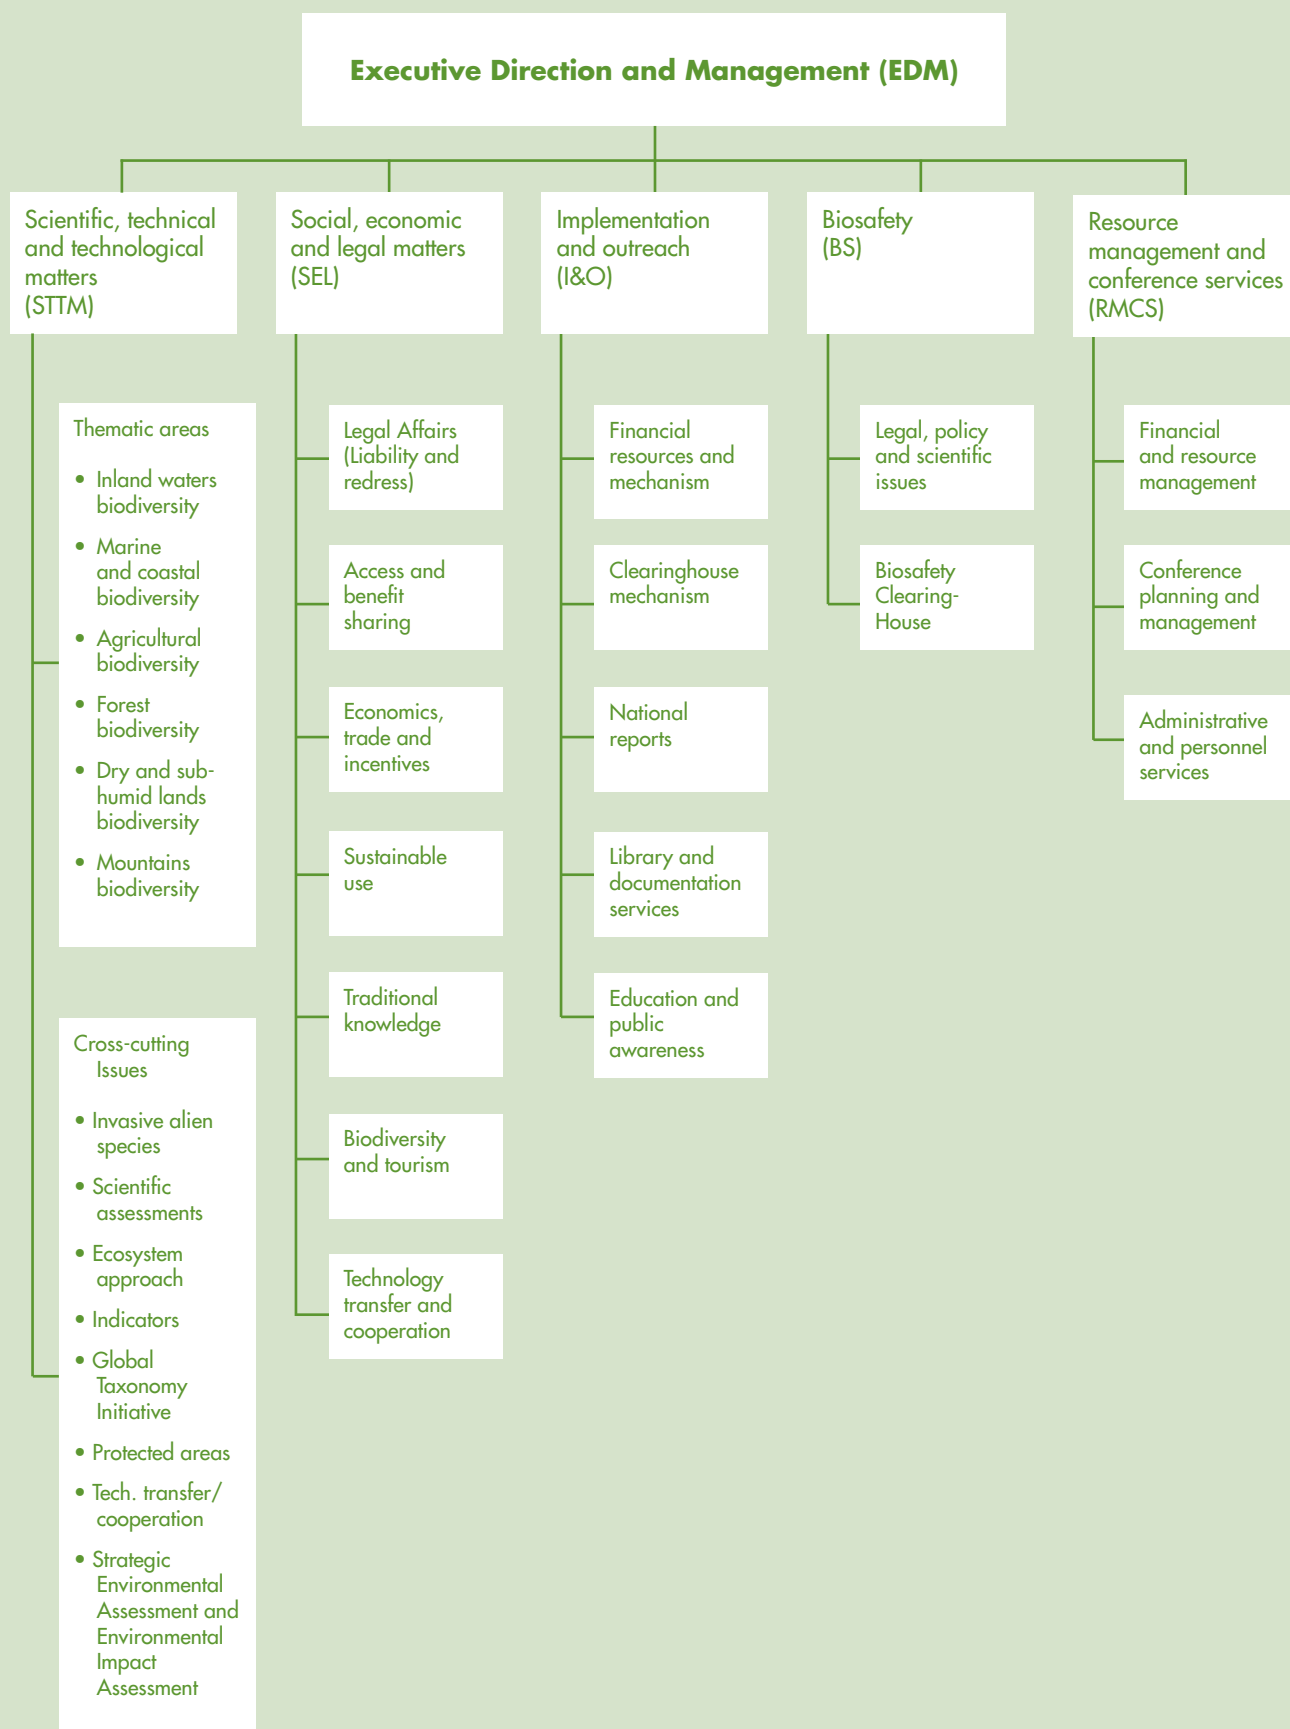 Executive Direction and Management (EDM)
Scientific, technical
and technological
matters
(STTM)
Thematic areas
• Inland waters
biodiversity
• Marine
and coastal
biodiversity
• Agricultural
biodiversity
• Forest
biodiversity
• Dry and sub-
humid lands
biodiversity
• Mountains
biodiversity
Cross-cutting
Issues
• Invasive alien
species
• Scientific
assessments
• Ecosystem
approach
• Indicators
• Global
Taxonomy
Initiative
• Protected areas
• Tech. transfer/
cooperation
• Strategic
Environmental
Assessment and
Environmental
Impact
Assessment
Social, economic
and legal matters
(SEL)
Legal Affairs
(Liability and
redress)
Access and
benefit
sharing
Economics,
trade and
incentives
Sustainable
use
Traditional
knowledge
Biodiversity
and tourism
Technology
transfer and
cooperation
Implementation
and outreach
(I&O)
Financial
resources and
mechanism
Clearinghouse
mechanism
National
reports
Library and
documentation
services
Education and
public
awareness
Biosafety
(BS)
Legal, policy
and scientific
issues
Biosafety
Clearing-
House
Resource
management and
conference services
(RMCS)
Financial
and resource
management
Conference
planning and
management
Administrative
and personnel
services